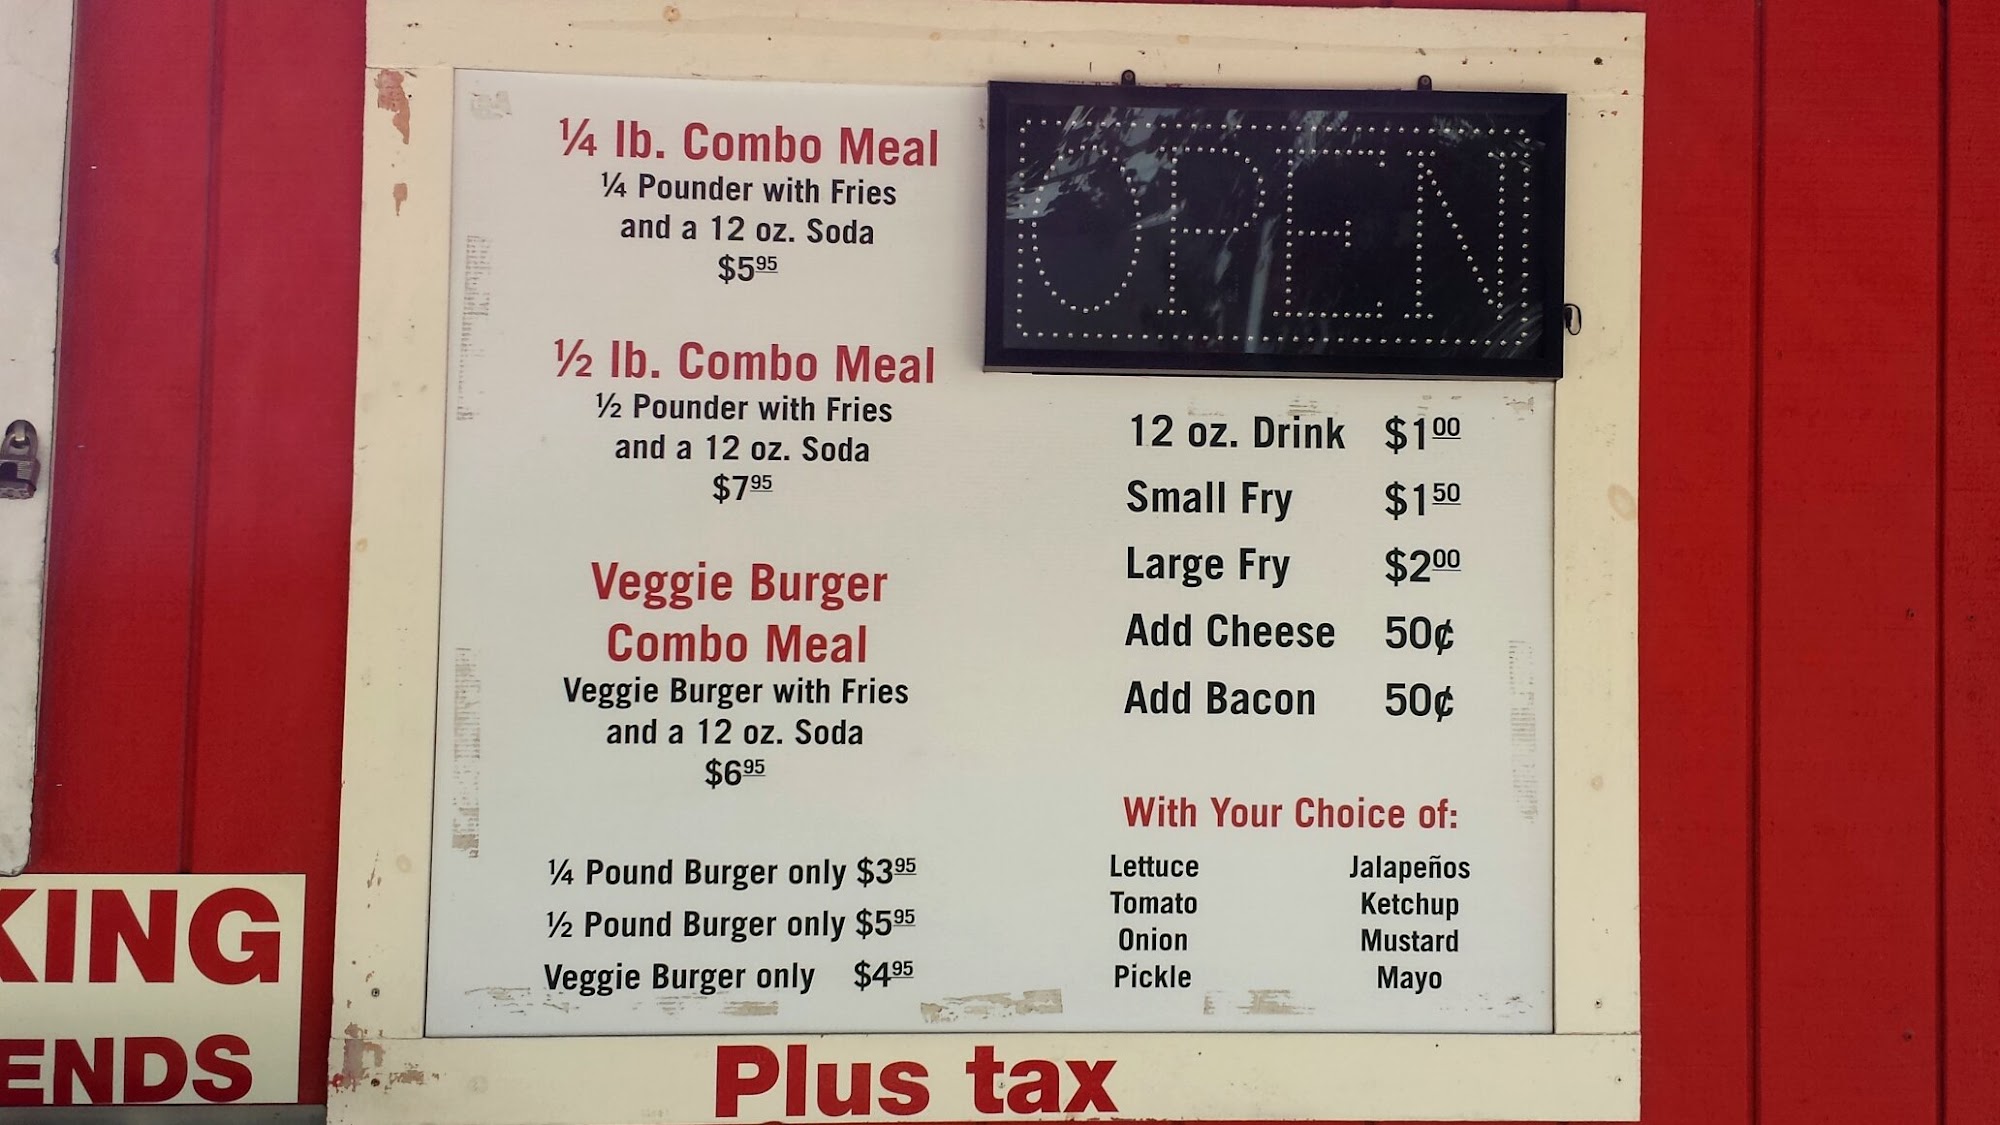 ¼ lb. Combo Meal
¼ Pounder with Fries
and a 12 oz. Soda
$5 95
½ lb. Combo Meal
½ Pounder with Fries
and a 12 oz. Soda
$7 95
Veggie Burger
Combo Meal
Veggie Burger with Fries
and a 12 oz. Soda
$6 95
¼ Pound Burger only $3 95
½ Pound Burger only $5 95
Veggie Burger only $4 95
OPEN
12 oz. Drink $1 00
Small Fry $1 50
Large Fry $2 00
Add Cheese 50¢
Add Bacon 50¢
With Your Choice of:
Lettuce Jalapeños
Tomato Ketchup
Onion Mustard
Pickle Mayo
Plus tax
KING
ENDS